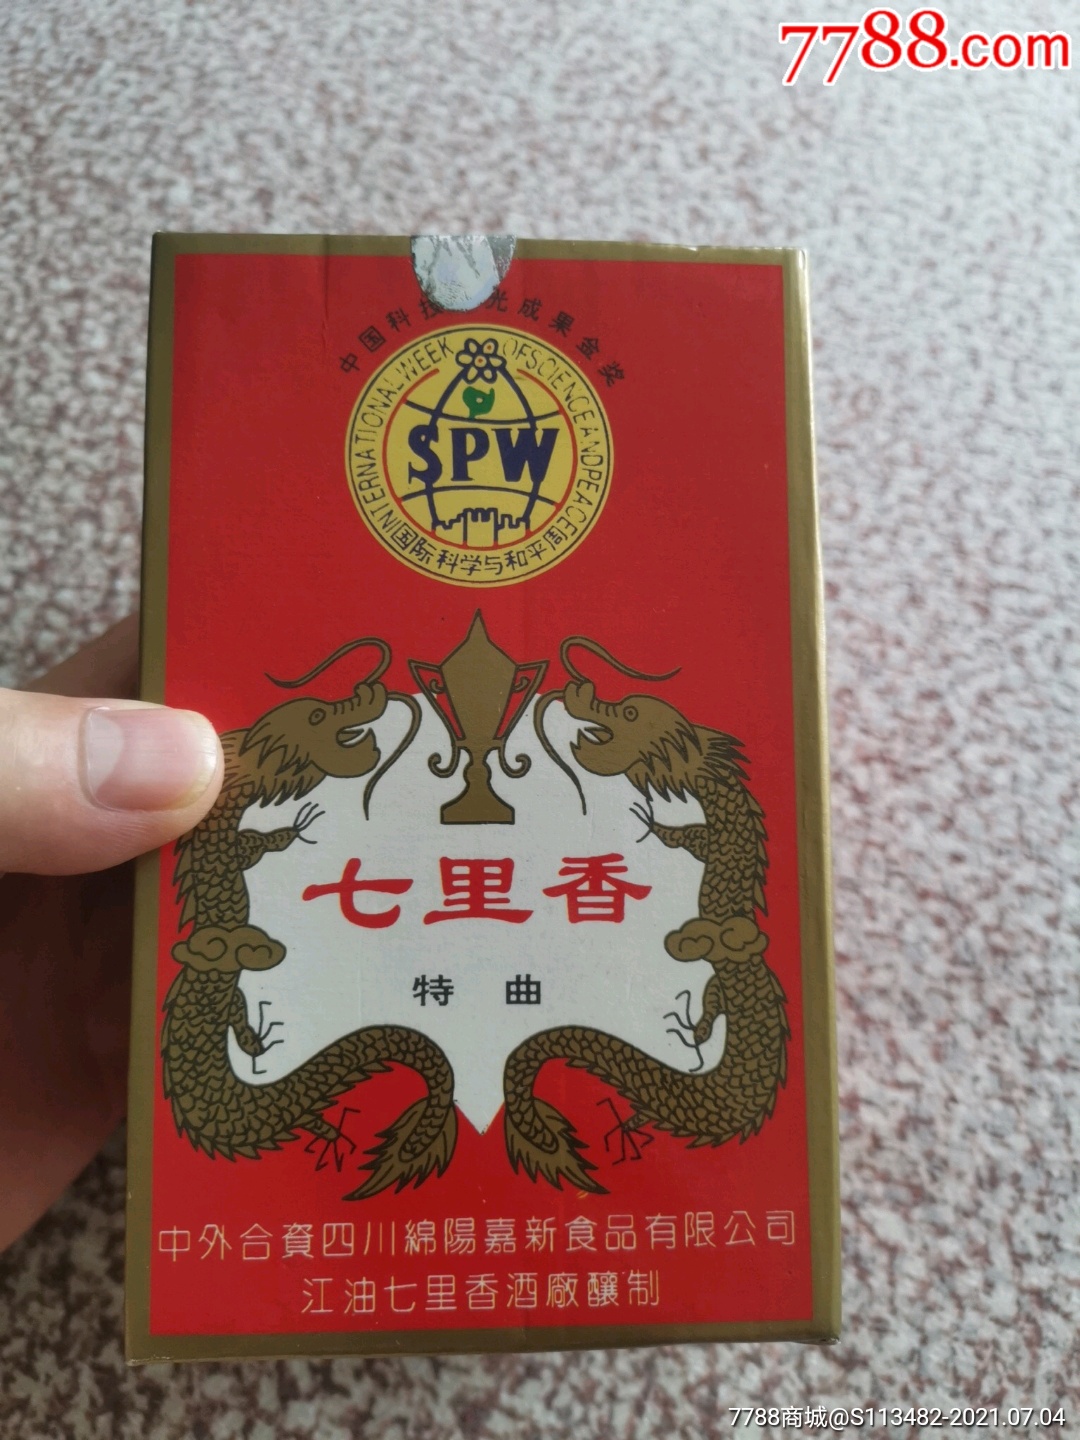 7788.com
中国科技 光成果金奖
INTERNATIONAL WEEK OF SCIENCE AND PEACE
SPW
国际科学与和平周
七里香
特曲
中外合資四川綿陽嘉新食品有限公司
江油七里香酒廠釀制
7788商城@S113482-2021.07.04